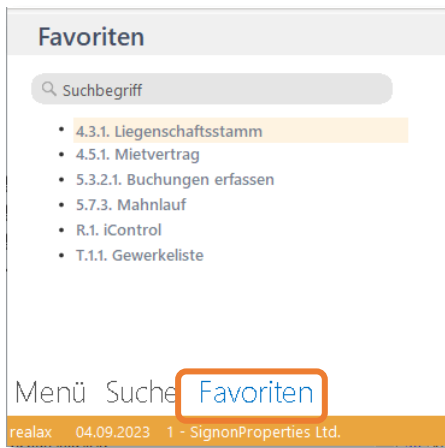 Favoriten
Suchbegriff
• 4.3.1. Liegenschaftsstamm
• 4.5.1. Mietvertrag
• 5.3.2.1. Buchungen erfassen
• 5.7.3. Mahnlauf
• R.1. iControl
• T.1.1. Gewerkeliste
Menü Suche Favoriten
realax 04.09.2023 1 - SignonProperties Ltd.